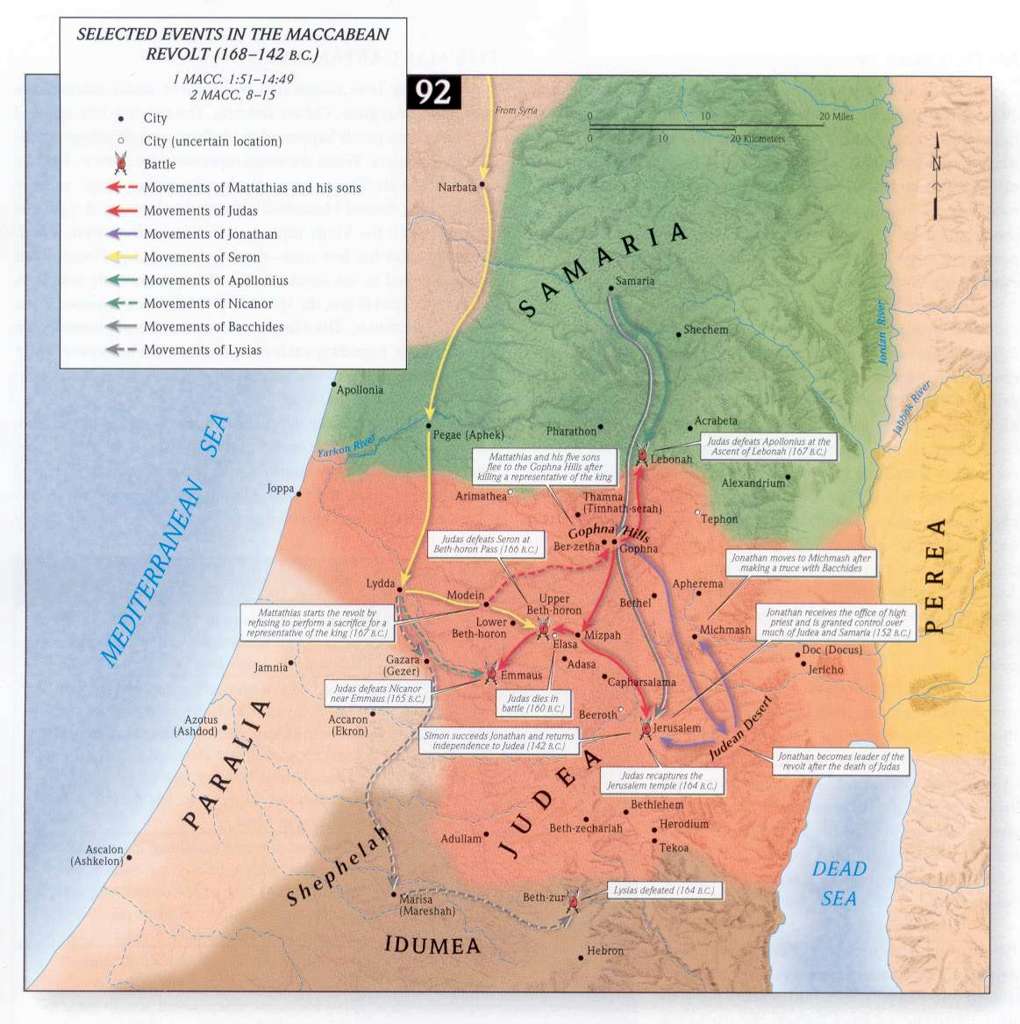 SELECTED EVENTS IN THE MACCABEAN
REVOLT (168–142 B.C.)
1 MACC. 1:51–14:49
2 MACC. 8–15
City
City (uncertain location)
Battle
Movements of Mattathias and his sons
Movements of Judas
Movements of Jonathan
Movements of Seron
Movements of Apollonius
Movements of Nicanor
Movements of Bacchides
Movements of Lysias
92
From Syria
0 10 20 Miles
0 10 20 Kilometers
N
Narbata
SAMARIA
Samaria
Shechem
Jordan River
Jabbok River
Apollonia
MEDITERRANEAN SEA
Yarkon River
Pegae (Aphek)
Pharathon
Acrabeta
Judas defeats Apollonius at the
Ascent of Lebonah (167 B.C.)
Lebonah
Mattathias and his five sons
flee to the Gophna Hills after
killing a representative of the king
Alexandrium
Joppa
Arimathea
Thamna
(Timnath-serah)
Tephon
Gophna Hills
Ber-zetha
Gophna
Judas defeats Seron at
Beth-horon Pass (166 B.C.)
Jonathan moves to Michmash after
making a truce with Bacchides
PEREA
Lydda
Modein
Upper
Beth-horon
Bethel
Apherema
Mattathias starts the revolt by
refusing to perform a sacrifice for a
representative of the king (167 B.C.)
Lower
Beth-horon
Elasa
Mizpah
Michmash
Jonathan receives the office of high
priest and is granted control over
much of Judea and Samaria (152 B.C.)
Doc (Docus)
Jericho
Jamnia
Gazara
(Gezer)
Emmaus
Adasa
Capharsalama
Judas defeats Nicanor
near Emmaus (165 B.C.)
Judas dies in
battle (160 B.C.)
Beeroth
Jerusalem
Azotus
(Ashdod)
Accaron
(Ekron)
Simon succeeds Jonathan and returns
independence to Judea (142 B.C.)
Judean Desert
Jonathan becomes leader of the
revolt after the death of Judas
PARALIA
JUDEA
Judas recaptures the
Jerusalem temple (164 B.C.)
Bethlehem
Beth-zechariah
Herodium
Tekoa
Adullam
Ascalon
(Ashkelon)
Shephelah
DEAD
SEA
Marisa
(Mareshah)
Beth-zur
Lysias defeated (164 B.C.)
IDUMEA
Hebron